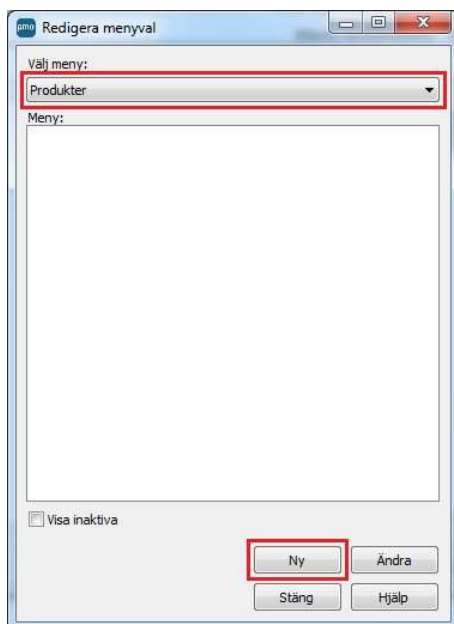 pmo Redigera menyval
Välj meny:
Produkter
Meny:
Visa inaktiva
Ny Ändra
Stäng Hjälp